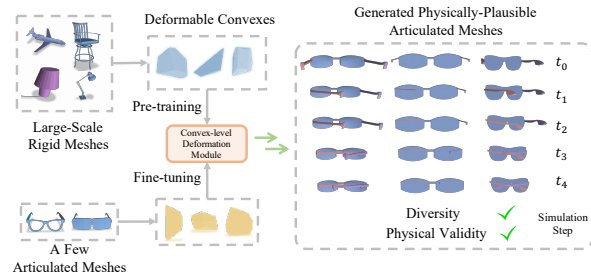 Deformable Convexes
Generated Physically-Plausible
Articulated Meshes
Large-Scale
Rigid Meshes
Pre-training
Convex-level
Deformation
Module
Fine-tuning
A Few
Articulated Meshes
t0
t1
t2
t3
t4
Diversity
Physical Validity
Simulation
Step